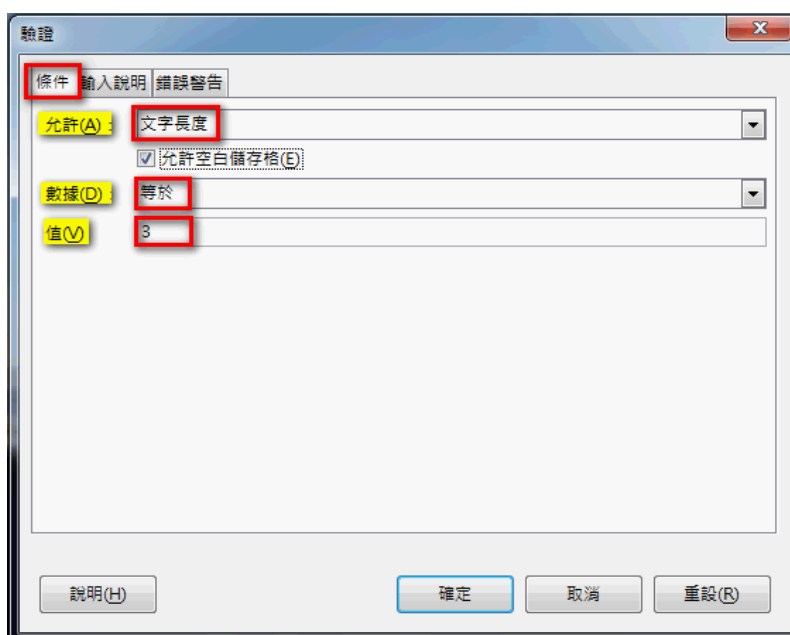 驗證
條件 輸入說明 錯誤警告
允許(A)： 文字長度
允許空白儲存格(E)
數據(D)： 等於
值(V) 3
說明(H) 確定 取消 重設(R)